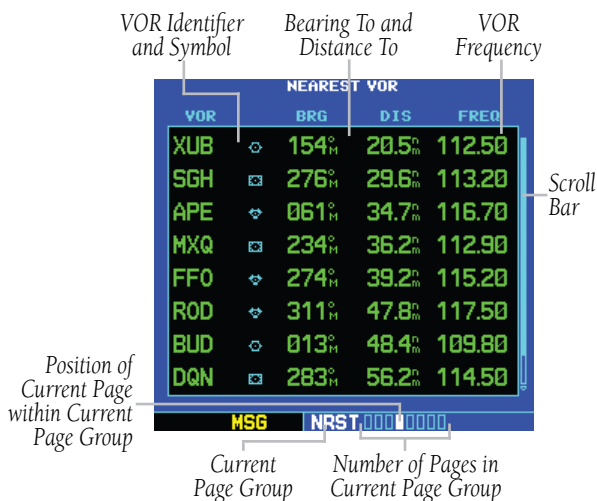 VOR Identifier and Symbol
Bearing To and Distance To
VOR Frequency
NEAREST VOR
VOR BRG DIS FREQ
XUB 154°M 20.5nm 112.50
SGH 276°M 29.6nm 113.20
APE 061°M 34.7nm 116.70
MXQ 234°M 36.2nm 112.90
FFO 274°M 39.2nm 115.20
ROD 311°M 47.8nm 117.50
BUD 013°M 48.4nm 109.80
DQN 283°M 56.2nm 114.50
Scroll
Bar
Position of
Current Page
within Current
Page Group
MSG NRST
Current
Page Group
Number of Pages in
Current Page Group